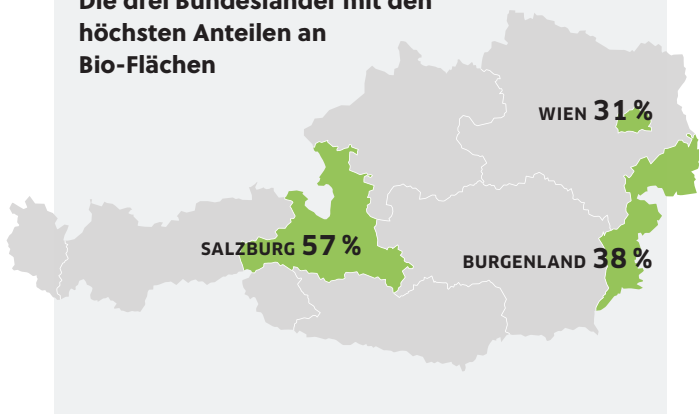 Die drei Bundesländer mit den
höchsten Anteilen an
Bio-Flächen
WIEN 31 %
SALZBURG 57 %
BURGENLAND 38 %